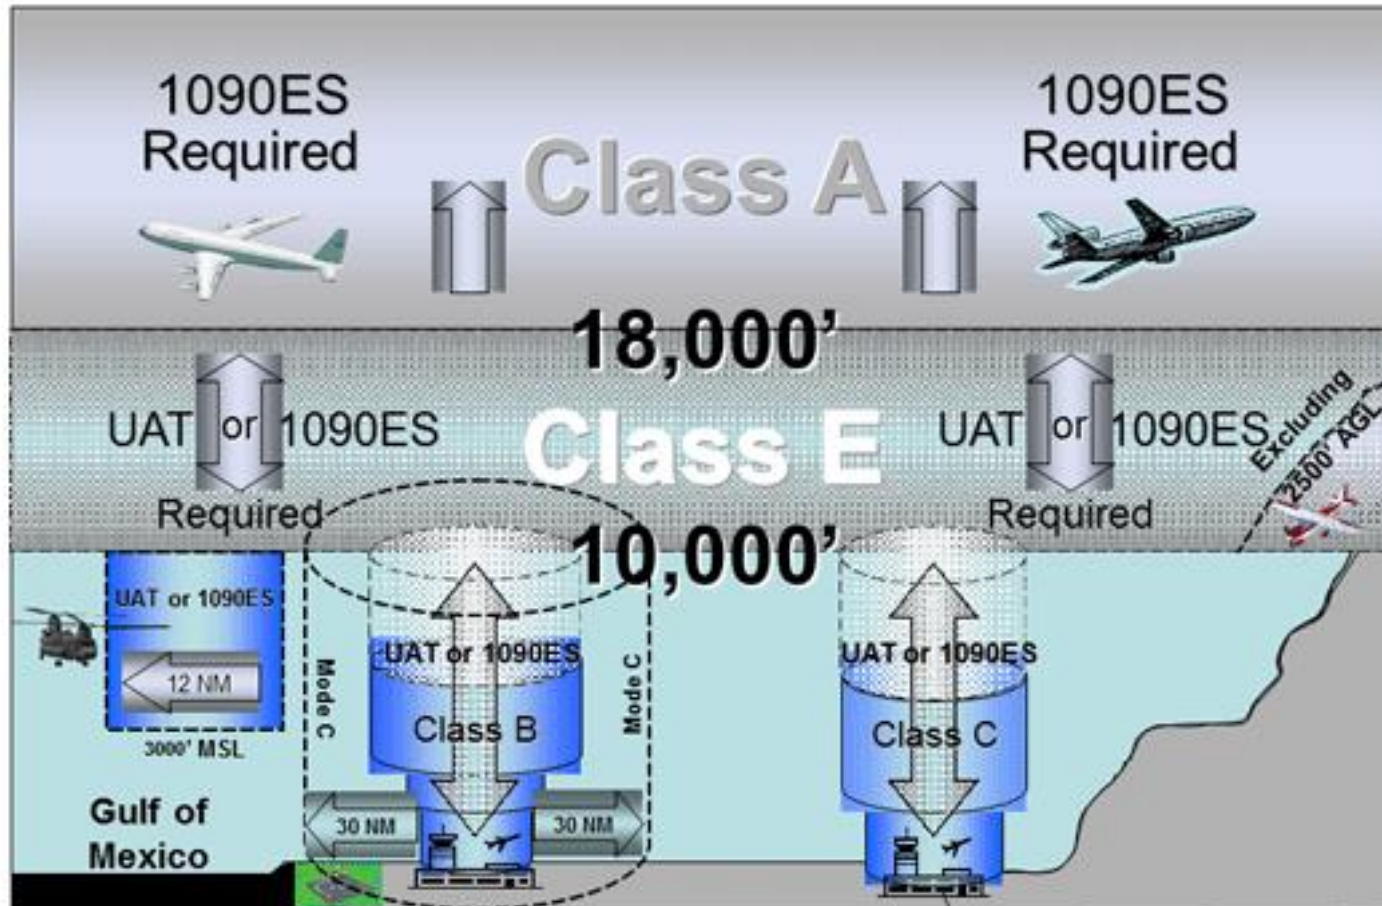 1090ES
Required
1090ES
Required
Class A
18,000’
UAT or 1090ES
Required
Class E
UAT or 1090ES
Required
Excluding
2500’ AGL
10,000’
UAT or 1090ES
12 NM
3000’ MSL
Gulf of
Mexico
Mode C
UAT or 1090ES
Class B
Mode C
30 NM
30 NM
UAT or 1090ES
Class C